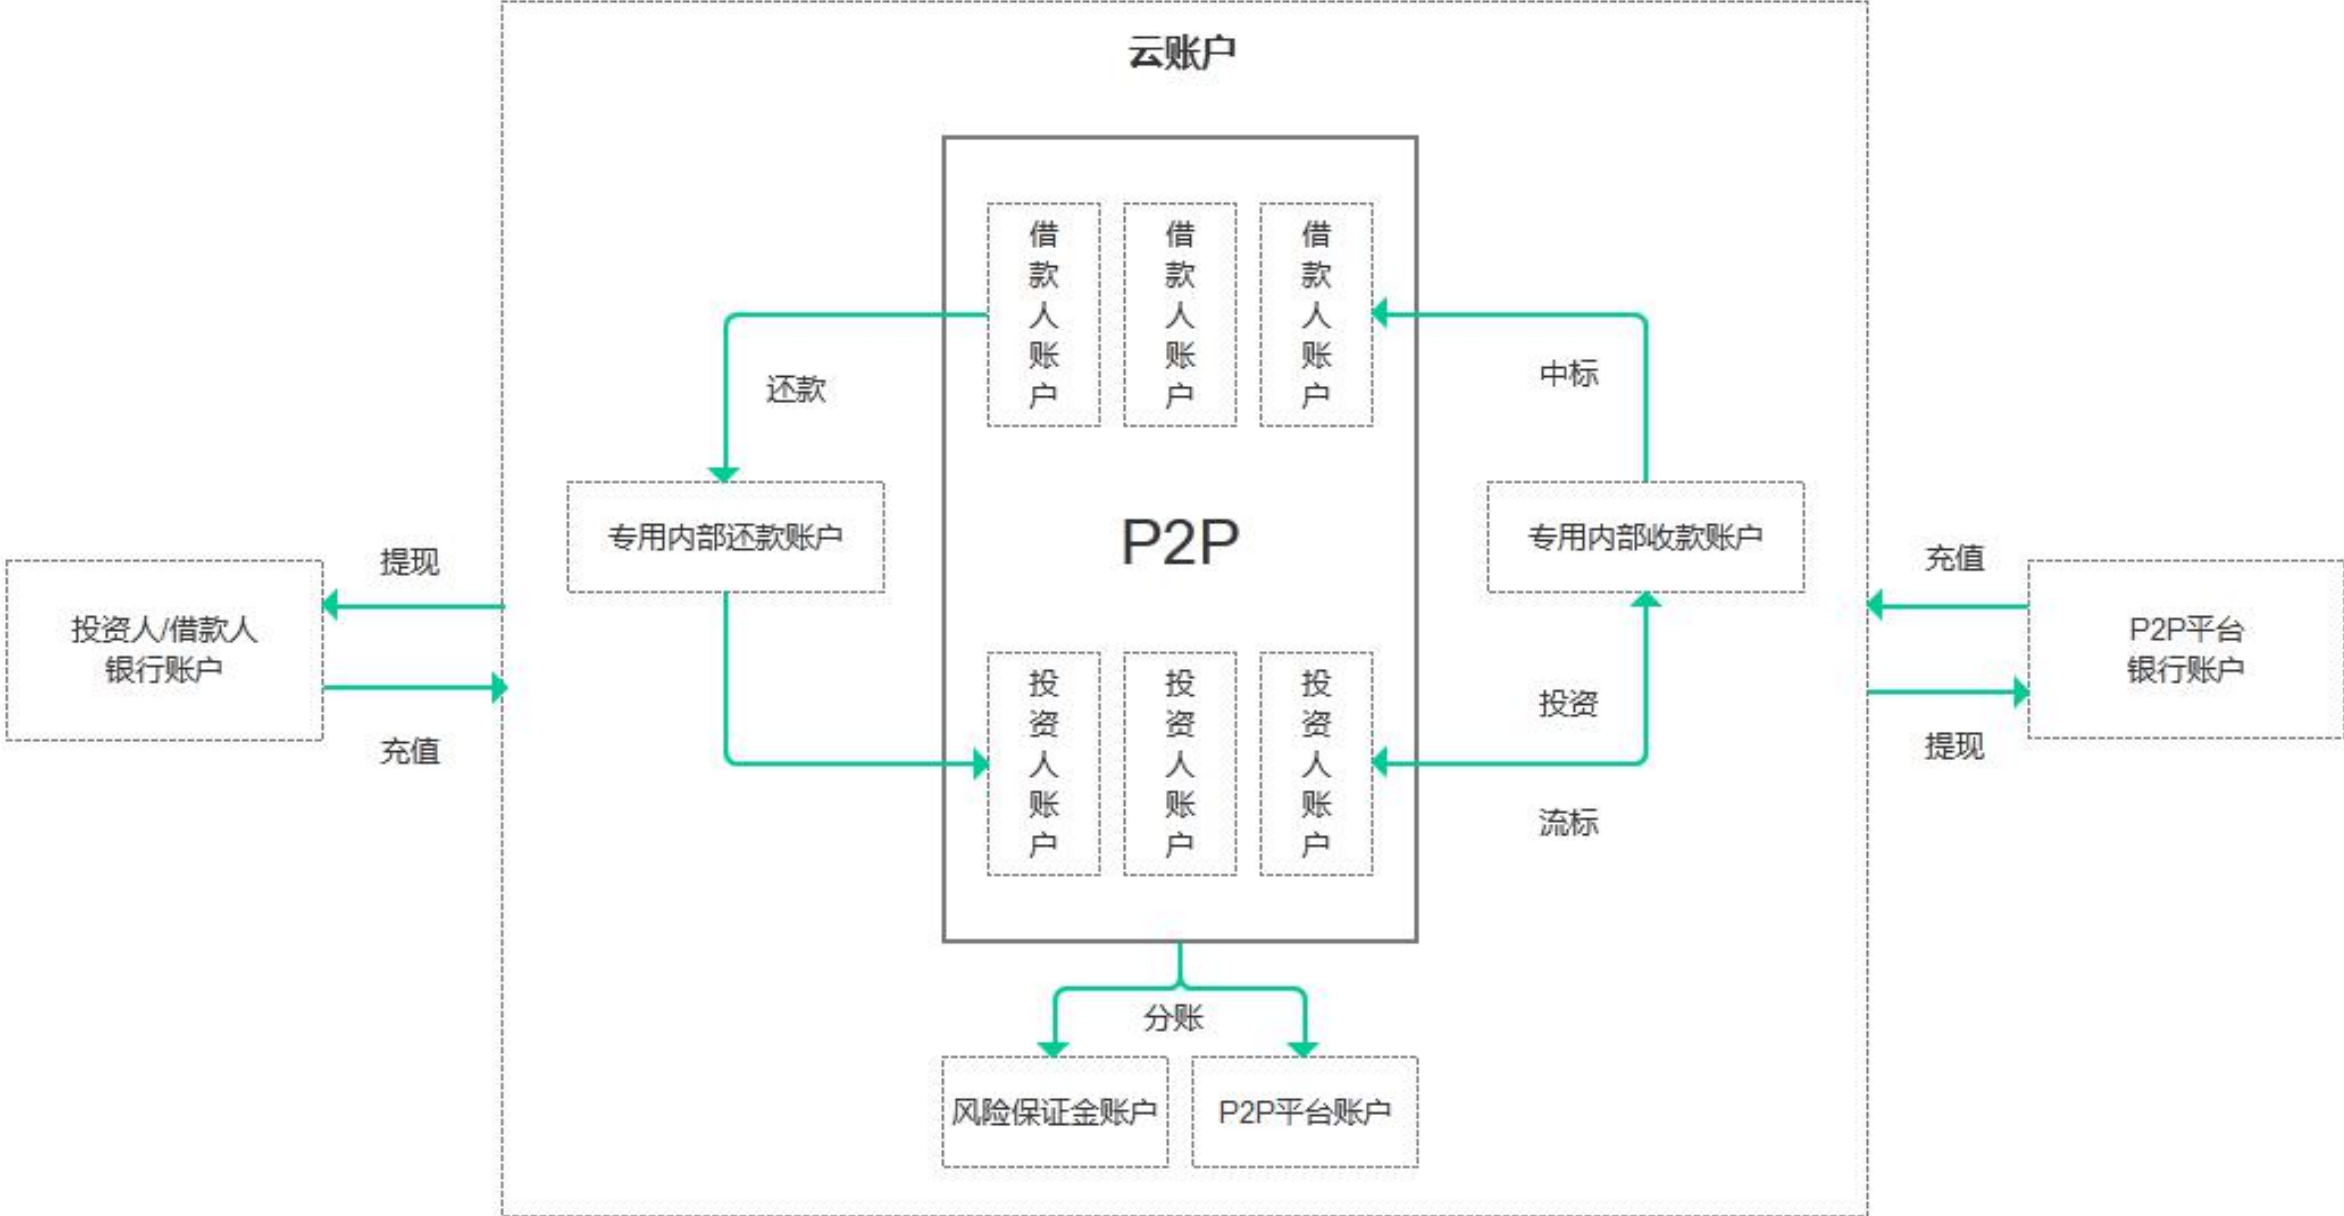 云账户
借款人账户
借款人账户
借款人账户
还款
中标
专用内部还款账户
P2P
专用内部收款账户
提现
充值
投资人/借款人
银行账户
P2P平台
银行账户
投资人账户
投资人账户
投资人账户
投资
充值
提现
流标
分账
风险保证金账户
P2P平台账户